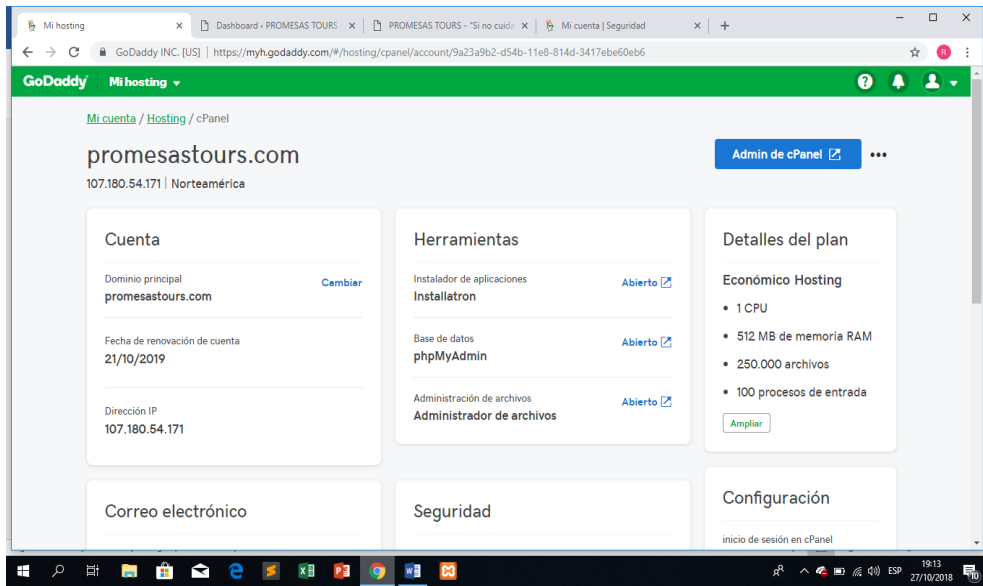 Mi hosting
Dashboard ‹ PROMESAS TOURS
PROMESAS TOURS - "Si no cuida
Mi cuenta | Seguridad
GoDaddy INC. [US] | https://myh.godaddy.com/#/hosting/cpanel/account/9a23a9b2-d54b-11e8-814d-3417ebe60eb6
R
GoDaddy Mi hosting
Mi cuenta / Hosting / cPanel
promesastours.com
107.180.54.171 | Norteamérica
Admin de cPanel
Cuenta
Dominio principal
promesastours.com
Cambiar
Fecha de renovación de cuenta
21/10/2019
Dirección IP
107.180.54.171
Herramientas
Instalador de aplicaciones
Installatron
Abierto
Base de datos
phpMyAdmin
Abierto
Administración de archivos
Administrador de archivos
Abierto
Detalles del plan
Económico Hosting
• 1 CPU
• 512 MB de memoria RAM
• 250.000 archivos
• 100 procesos de entrada
Ampliar
Correo electrónico
Seguridad
Configuración
inicio de sesión en cPanel
ESP
19:13
27/10/2018